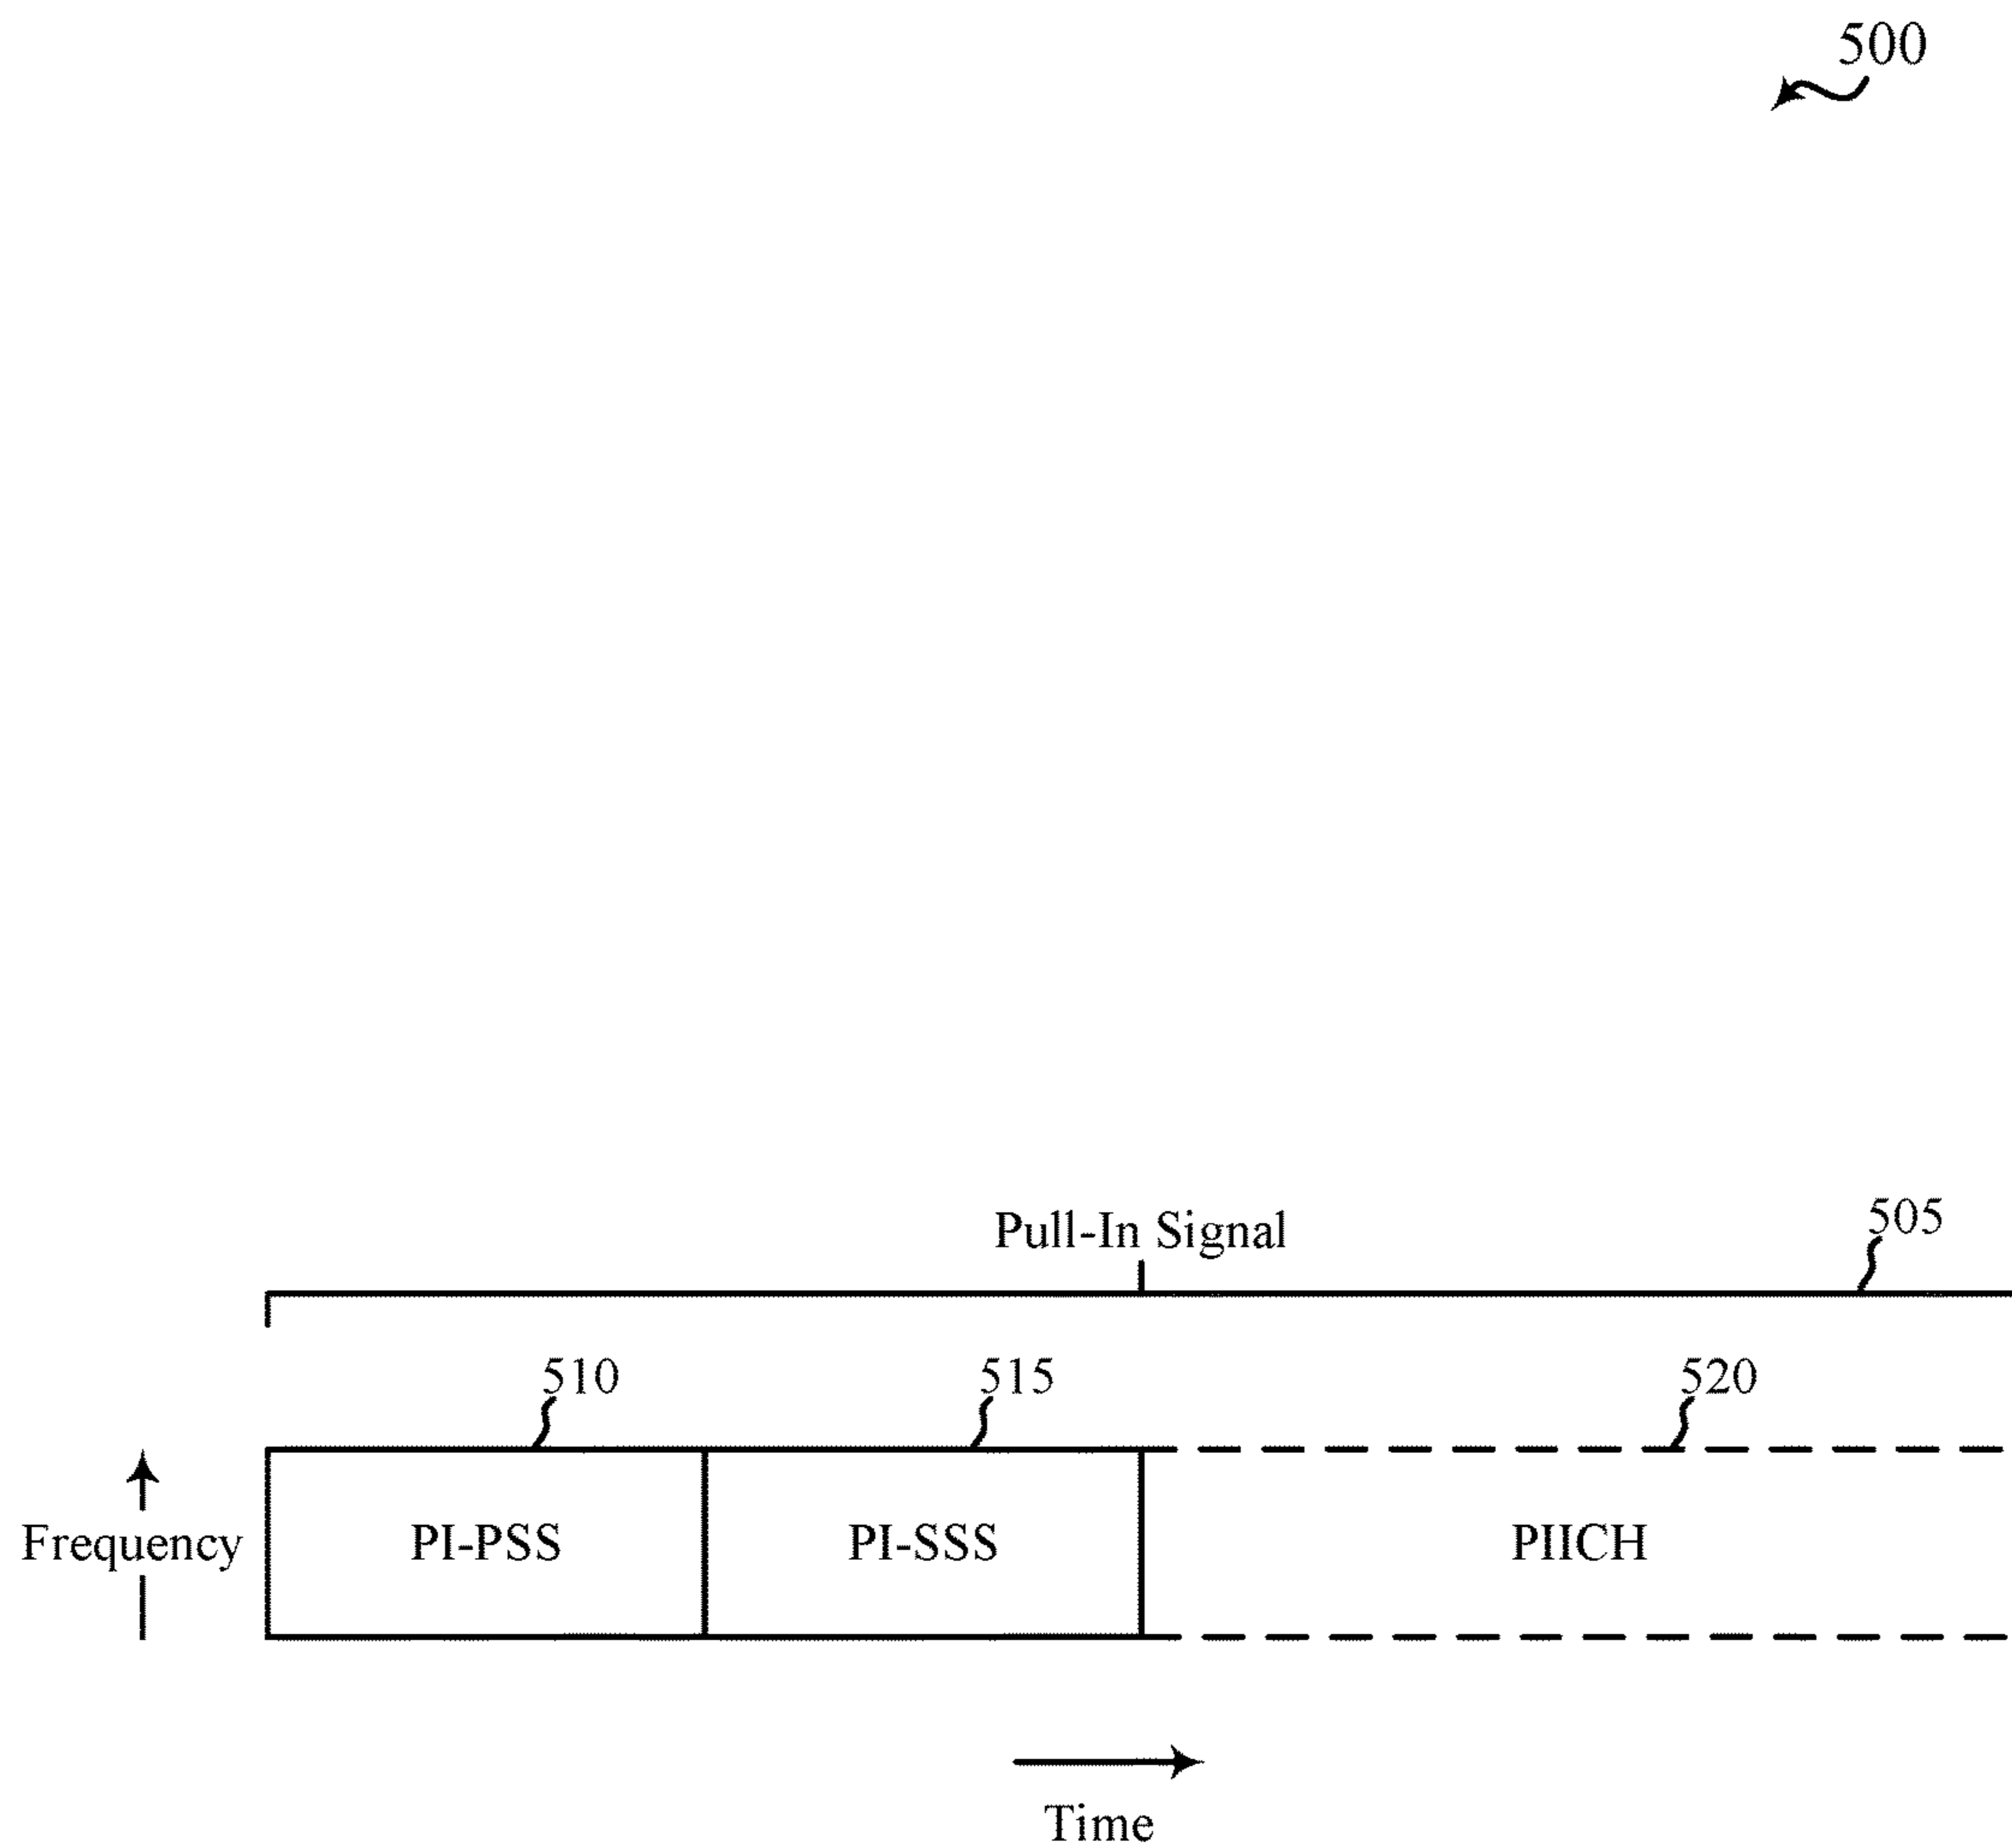 500
Pull-In Signal
505
510
515
520
Frequency
PI-PSS
PI-SSS
PIICH
Time